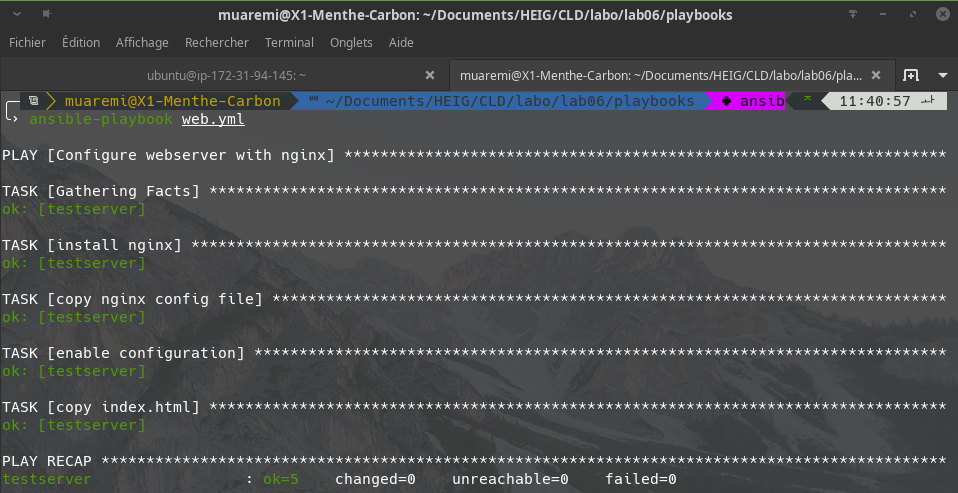 muaremi@X1-Menthe-Carbon: ~/Documents/HEIG/CLD/labo/lab06/playbooks
Fichier Édition Affichage Rechercher Terminal Onglets Aide
ubuntu@ip-172-31-94-145: ~ muaremi@X1-Menthe-Carbon: ~/Documents/HEIG/CLD/labo/lab06/pla...
muaremi@X1-Menthe-Carbon ~/Documents/HEIG/CLD/labo/lab06/playbooks ansib 11:40:57
ansible-playbook web.yml
PLAY [Configure webserver with nginx] *******************************************************************
TASK [Gathering Facts] **********************************************************************************
ok: [testserver]
TASK [install nginx] ************************************************************************************
ok: [testserver]
TASK [copy nginx config file] ***************************************************************************
ok: [testserver]
TASK [enable configuration] *****************************************************************************
ok: [testserver]
TASK [copy index.html] **********************************************************************************
ok: [testserver]
PLAY RECAP **********************************************************************************************
testserver : ok=5 changed=0 unreachable=0 failed=0